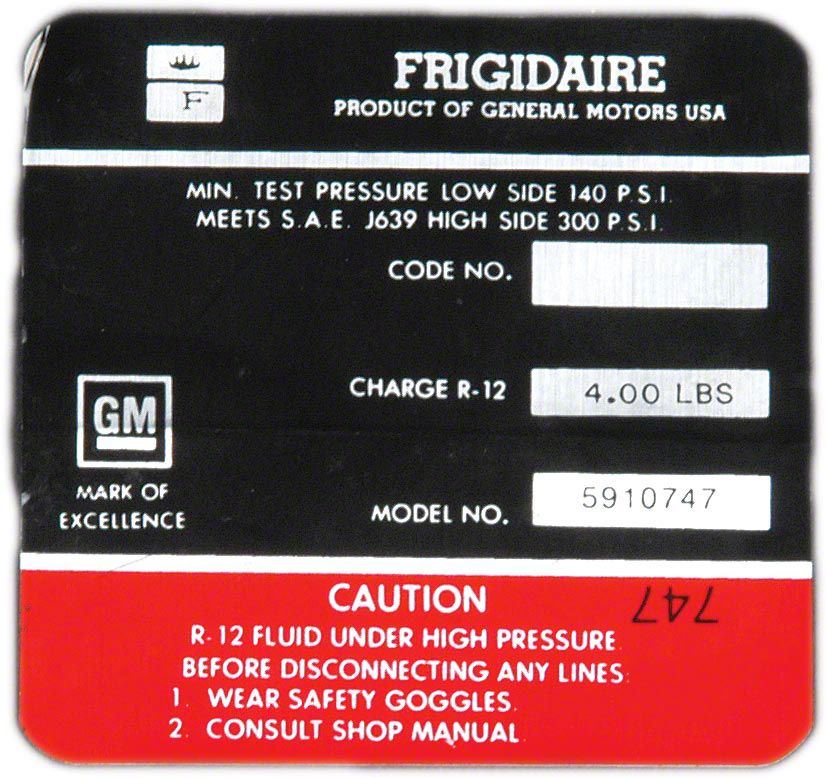 F
FRIGIDAIRE
PRODUCT OF GENERAL MOTORS USA
MIN. TEST PRESSURE LOW SIDE 140 P.S.I.
MEETS S.A.E. J639 HIGH SIDE 300 P.S.I.
CODE NO.
CHARGE R-12 4.00 LBS
GM
MARK OF
EXCELLENCE
MODEL NO. 5910747
CAUTION
747
R-12 FLUID UNDER HIGH PRESSURE.
BEFORE DISCONNECTING ANY LINES:
1. WEAR SAFETY GOGGLES.
2. CONSULT SHOP MANUAL.